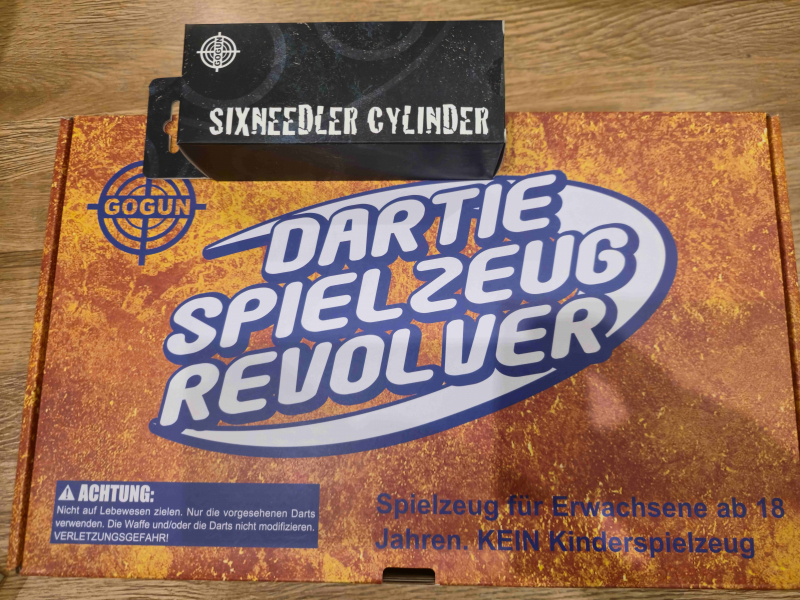 GOGUN
SIXNEEDLER CYLINDER
GOGUN
DARTIE
SPIELZEUG
REVOLVER
ACHTUNG:
Nicht auf Lebewesen zielen. Nur die vorgesehenen Darts
verwenden. Die Waffe und/oder die Darts nicht modifizieren.
VERLETZUNGSGEFAHR!
Spielzeug für Erwachsene ab 18
Jahren. KEIN Kinderspielzeug